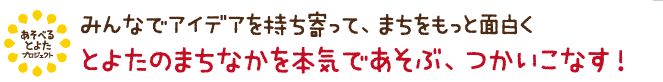 あそべる
とよた
プロジェクト
みんなでアイデアを持ち寄って、まちをもっと面白く
とよたのまちなかを本気であそぶ、つかいこなす！